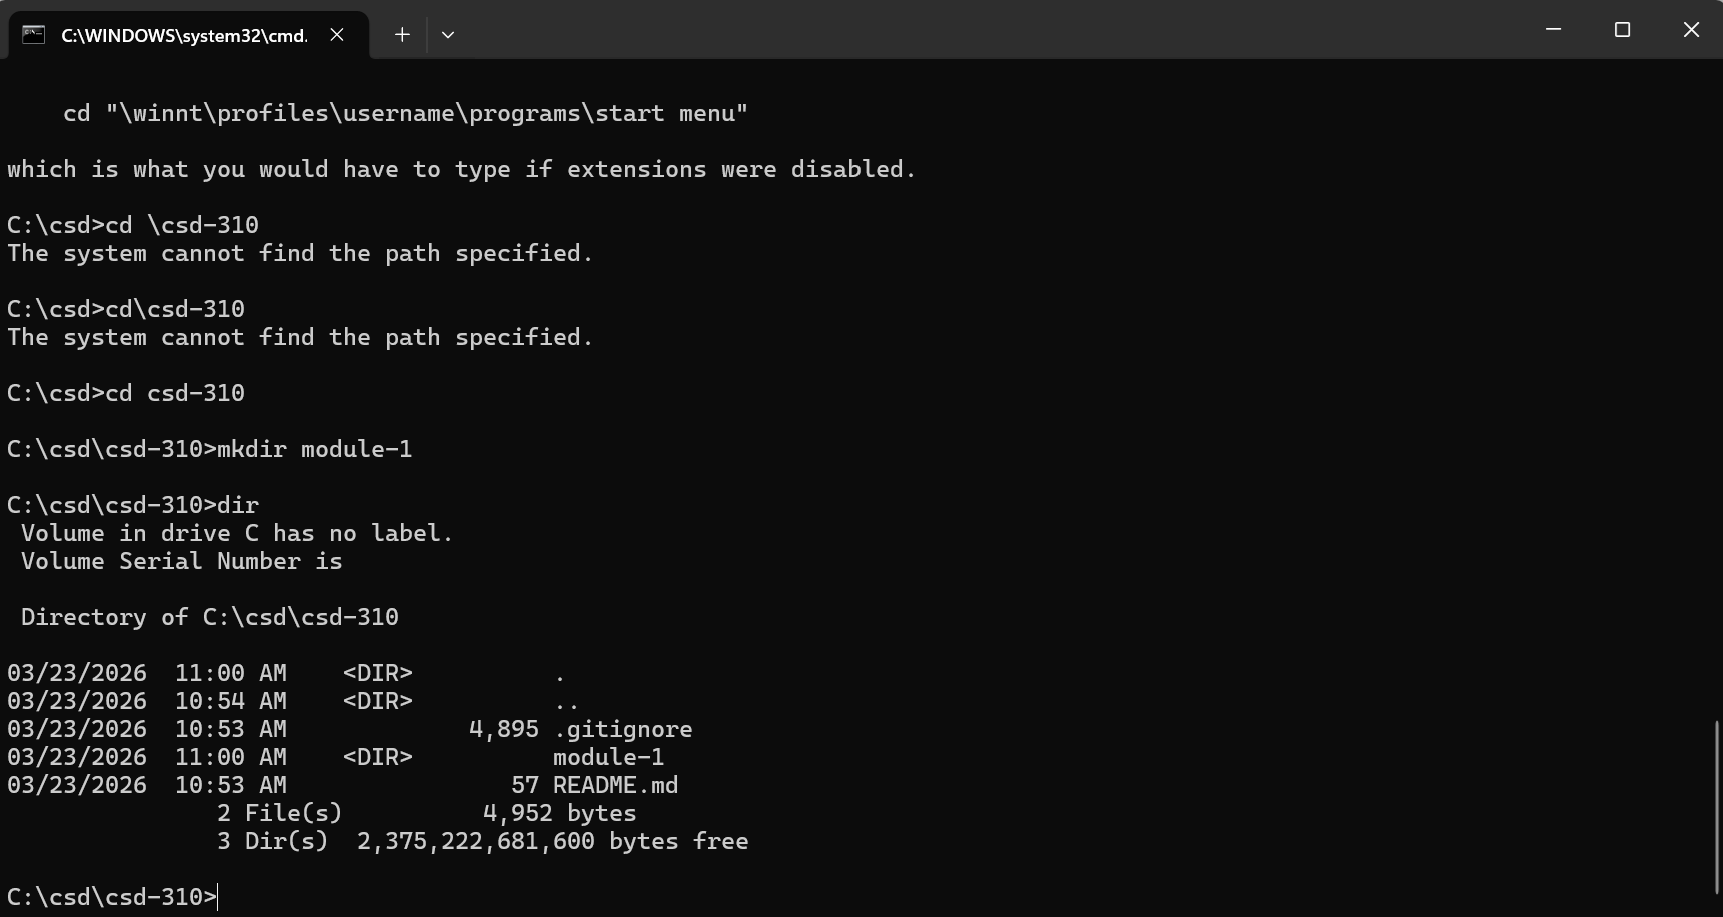 C:\WINDOWS\system32\cmd.
cd "\winnt\profiles\username\programs\start menu"
which is what you would have to type if extensions were disabled.
C:\csd>cd \csd-310
The system cannot find the path specified.
C:\csd>cd\csd-310
The system cannot find the path specified.
C:\csd>cd csd-310
C:\csd\csd-310>mkdir module-1
C:\csd\csd-310>dir
Volume in drive C has no label.
Volume Serial Number is
Directory of C:\csd\csd-310
03/23/2026  11:00 AM    <DIR>          .
03/23/2026  10:54 AM    <DIR>          ..
03/23/2026  10:53 AM             4,895 .gitignore
03/23/2026  11:00 AM    <DIR>          module-1
03/23/2026  10:53 AM                57 README.md
2 File(s)          4,952 bytes
3 Dir(s)  2,375,222,681,600 bytes free
C:\csd\csd-310>